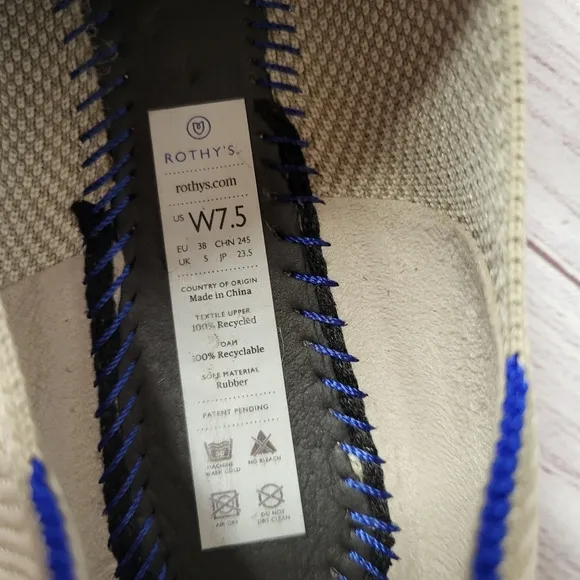 ROTHY'S
rothys.com
US W7.5
EU 38 CHN 245
UK 5 JP 23.5
COUNTRY OF ORIGIN
Made in China
TEXTILE UPPER
100% Recycled
FOAM
100% Recyclable
SOLE MATERIAL
Rubber
PATENT PENDING
MACHINE WASH COLD
NO BLEACH
AIR DRY
DO NOT DRY CLEAN